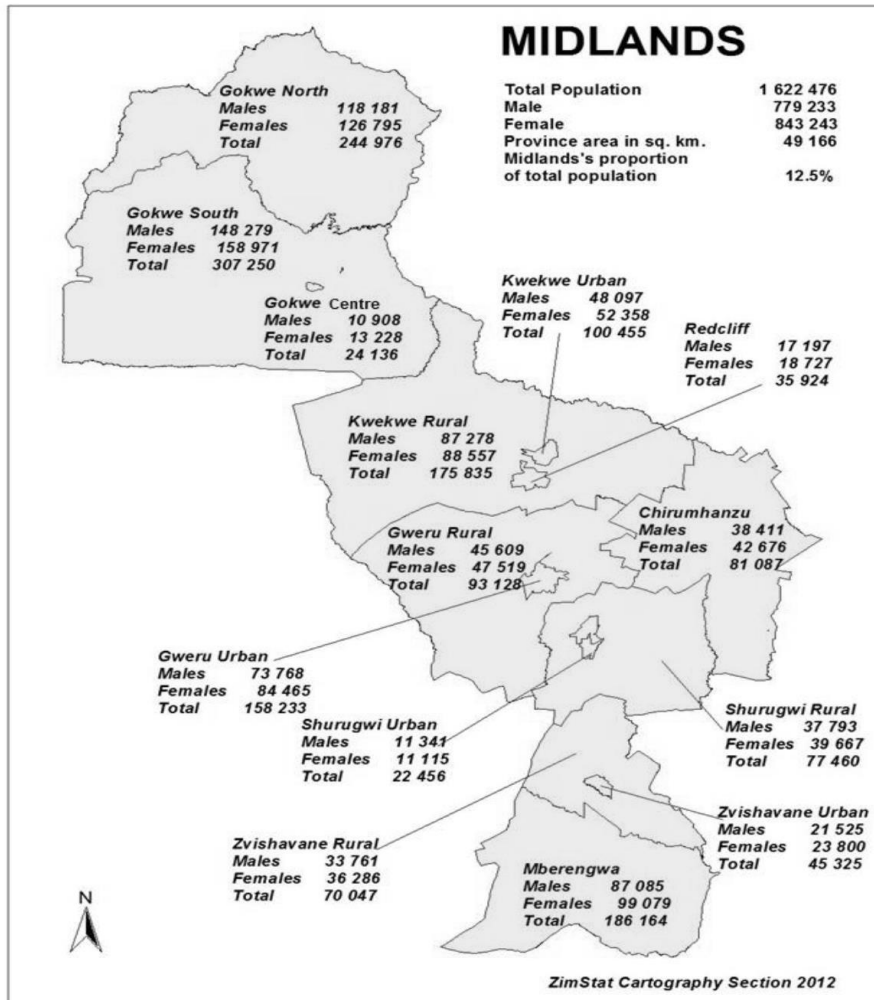 MIDLANDS
Total Population 1 622 476
Male 779 233
Female 843 243
Province area in sq. km. 49 166
Midlands's proportion
of total population 12.5%
Gokwe North
Males 118 181
Females 126 795
Total 244 976
Gokwe South
Males 148 279
Females 158 971
Total 307 250
Gokwe Centre
Males 10 908
Females 13 228
Total 24 136
Kwekwe Urban
Males 48 097
Females 52 358
Total 100 455
Redcliff
Males 17 197
Females 18 727
Total 35 924
Kwekwe Rural
Males 87 278
Females 88 557
Total 175 835
Chirumhanzu
Males 38 411
Females 42 676
Total 81 087
Gweru Rural
Males 45 609
Females 47 519
Total 93 128
Gweru Urban
Males 73 768
Females 84 465
Total 158 233
Shurugwi Urban
Males 11 341
Females 11 115
Total 22 456
Shurugwi Rural
Males 37 793
Females 39 667
Total 77 460
Zvishavane Urban
Males 21 525
Females 23 800
Total 45 325
Zvishavane Rural
Males 33 761
Females 36 286
Total 70 047
Mberengwa
Males 87 085
Females 99 079
Total 186 164
N
ZimStat Cartography Section 2012